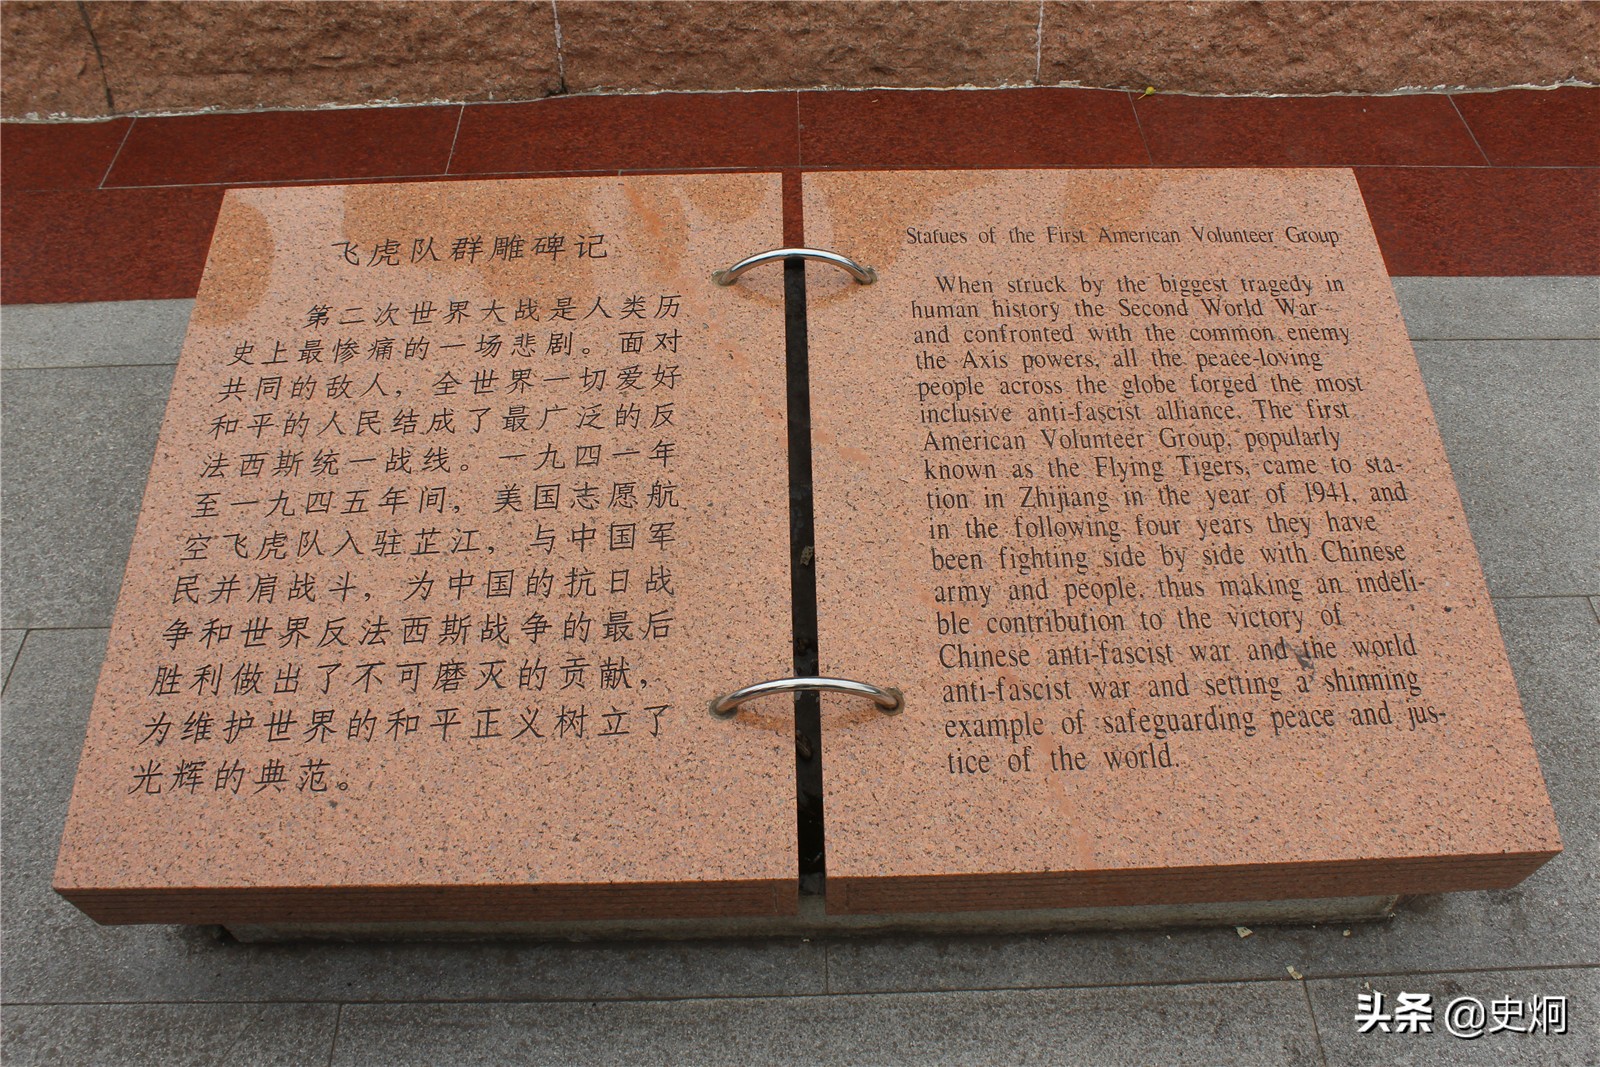 飞虎队群雕碑记
第二次世界大战是人类历
史上最惨痛的一场悲剧。面对
共同的敌人，全世界一切爱好
和平的人民结成了最广泛的反
法西斯统一战线。一九四一年
至一九四五年间，美国志愿航
空飞虎队入驻芷江，与中国军
民并肩战斗，为中国的抗日战
争和世界反法西斯战争的最后
胜利做出了不可磨灭的贡献，
为维护世界的和平正义树立了
光辉的典范。
Statues of the First American Volunteer Group
When struck by the biggest tragedy in
human history the Second World War
and confronted with the common enemy
the Axis powers, all the peace-loving
people across the globe forged the most
inclusive anti-fascist alliance. The first
American Volunteer Group, popularly
known as the Flying Tigers, came to sta-
tion in Zhijiang in the year of 1941, and
in the following four years they have
been fighting side by side with Chinese
army and people, thus making an indeli-
ble contribution to the victory of
Chinese anti-fascist war and the world
anti-fascist war and setting a shinning
example of safeguarding peace and jus-
tice of the world.
头条 @史炯